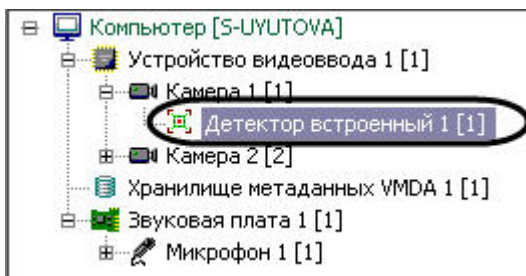 Компьютер [S-UYUTOVA]
Устройство видеоввода 1 [1]
Камера 1 [1]
Детектор встроенный 1 [1]
Камера 2 [2]
Хранилище метаданных VMDA 1 [1]
Звуковая плата 1 [1]
Микрофон 1 [1]